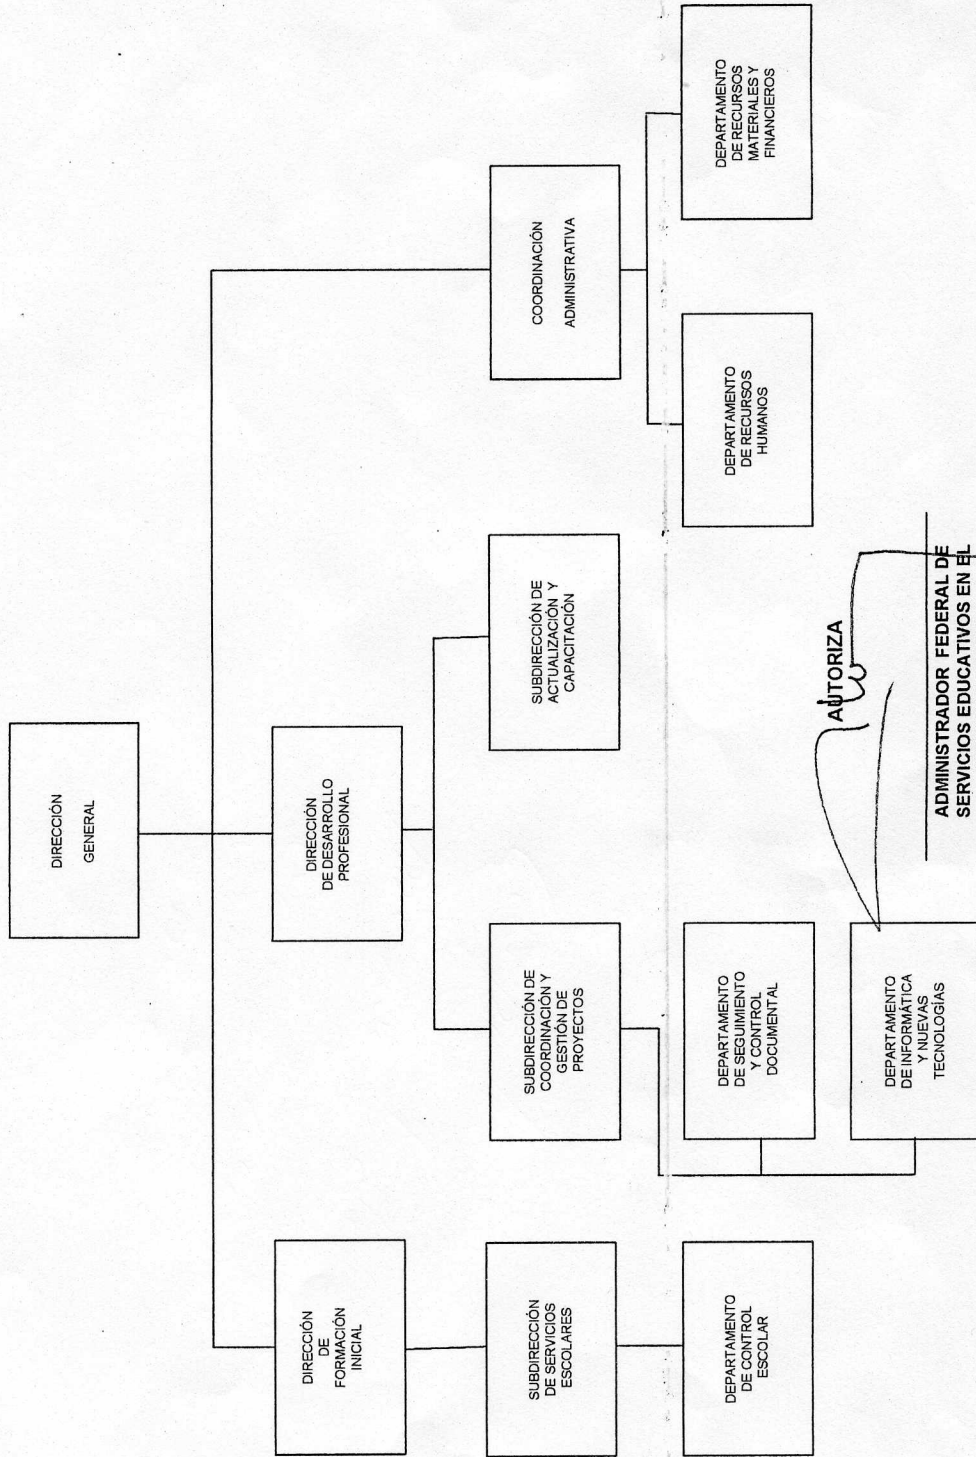 DIRECCIÓN
GENERAL
DIRECCIÓN
DE
FORMACIÓN
INICIAL
DIRECCIÓN
DE DESARROLLO
PROFESIONAL
SUBDIRECCIÓN
DE SERVICIOS
ESCOLARES
SUBDIRECCIÓN DE
COORDINACIÓN Y
GESTIÓN DE
PROYECTOS
SUBDIRECCIÓN DE
ACTUALIZACIÓN Y
CAPACITACIÓN
COORDINACIÓN
ADMINISTRATIVA
DEPARTAMENTO
DE CONTROL
ESCOLAR
DEPARTAMENTO
DE SEGUIMIENTO
Y CONTROL
DOCUMENTAL
DEPARTAMENTO
DE RECURSOS
HUMANOS
DEPARTAMENTO
DE RECURSOS
MATERIALES Y
FINANCIEROS
DEPARTAMENTO
DE INFORMÁTICA
Y NUEVAS
TECNOLOGÍAS
AUTORIZA
ADMINISTRADOR FEDERAL DE
SERVICIOS EDUCATIVOS EN EL